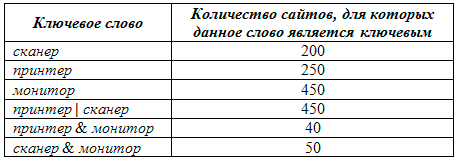 Ключевое слово Количество сайтов, для которых
данное слово является ключевым
сканер 200
принтер 250
монитор 450
принтер | сканер 450
принтер & монитор 40
сканер & монитор 50